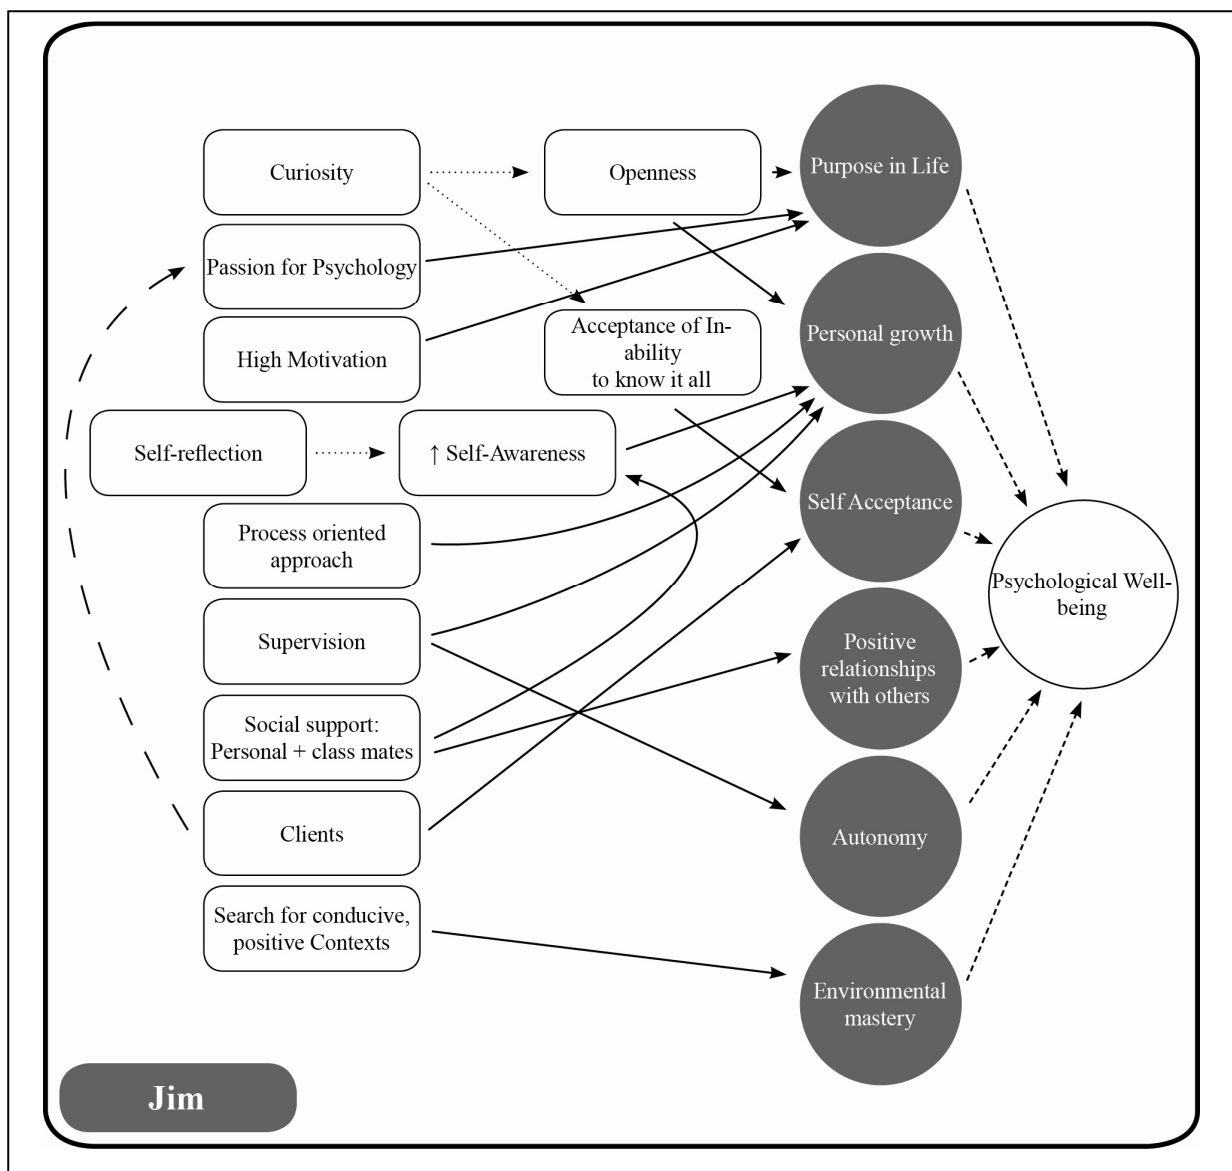 Curiosity
Openness
Purpose in Life
Passion for Psychology
High Motivation
Acceptance of In-
ability
to know it all
Personal growth
Self-reflection
↑ Self-Awareness
Self Acceptance
Process oriented
approach
Psychological Well-
being
Supervision
Positive
relationships
with others
Social support:
Personal + class mates
Clients
Autonomy
Search for conducive,
positive Contexts
Environmental
mastery
Jim